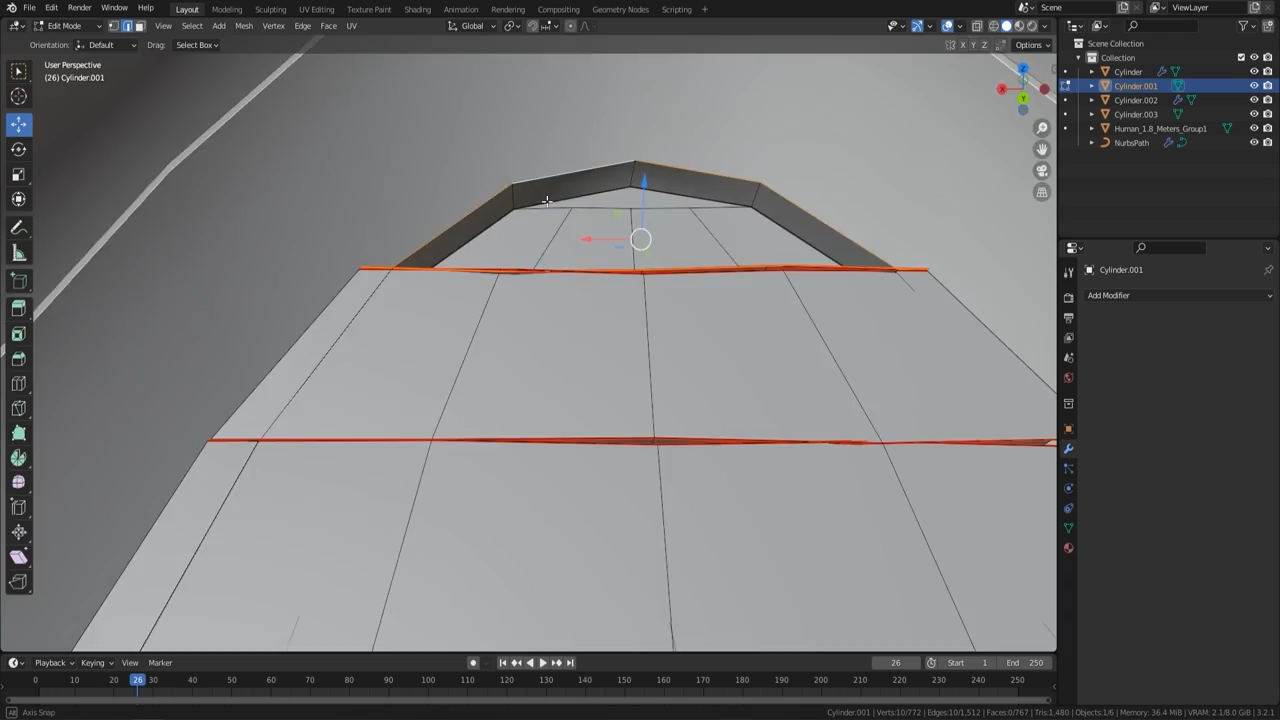 File Edit Render Window Help Layout Modeling Sculpting UV Editing Texture Paint Shading Animation Rendering Compositing Geometry Nodes Scripting + Scene ViewLayer
Edit Mode View Select Add Mesh Vertex Edge Face UV Global
Orientation: Default Drag: Select Box X Y Z Options
User Perspective
(26) Cylinder.001
Z
X
Y
Scene Collection
Collection
Cylinder
Cylinder.001
Cylinder.002
Cylinder.003
Human_1.8_Meters_Group1
NurbsPath
Cylinder.001
Add Modifier
Playback Keying View Marker 26 Start 1 End 250
0 10 20 26 30 40 50 60 70 80 90 100 110 120 130 140 150 160 170 180 190 200 210 220 230 240 250
Axis Snap Cylinder.001 | Verts:10/772 | Edges:10/1,512 | Faces:0/767 | Tris:1,480 | Objects:1/6 | Memory: 36.4 MiB | VRAM: 2.1/8.0 GiB | 3.2.1